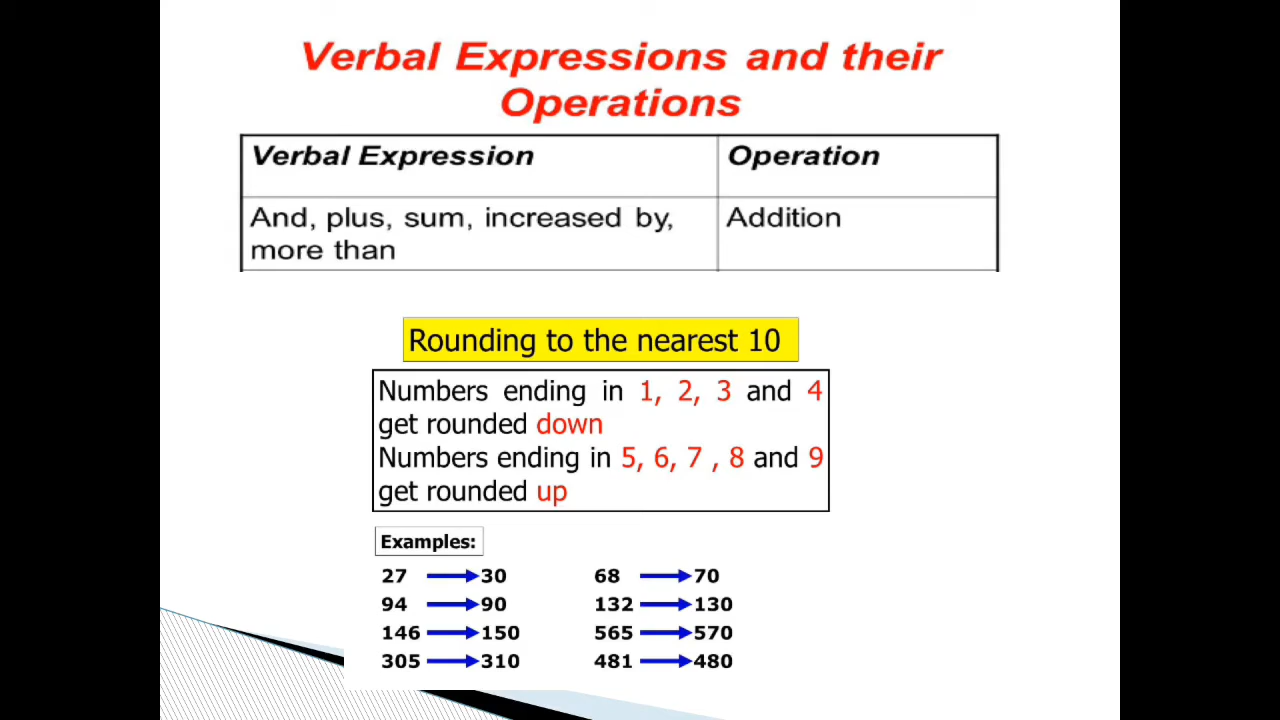 Verbal Expressions and their
Operations
Verbal Expression Operation
And, plus, sum, increased by, Addition
more than
Rounding to the nearest 10
Numbers ending in 1, 2, 3 and 4
get rounded down
Numbers ending in 5, 6, 7 , 8 and 9
get rounded up
Examples:
27 30 68 70
94 90 132 130
146 150 565 570
305 310 481 480